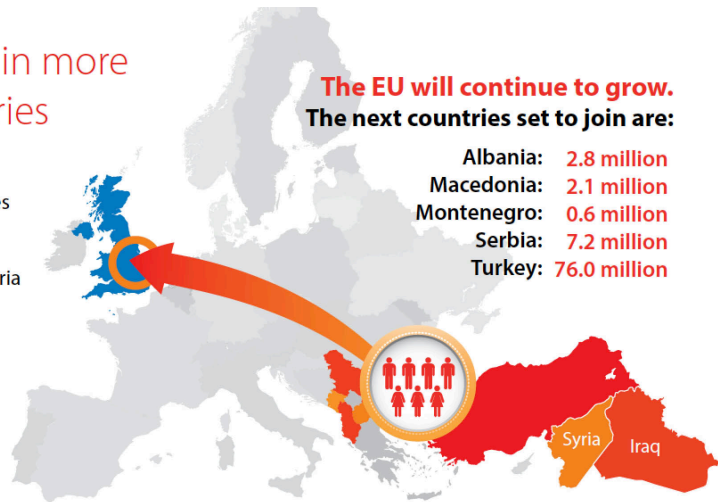 in more
ries
es
ria
The EU will continue to grow.
The next countries set to join are:
Albania: 2.8 million
Macedonia: 2.1 million
Montenegro: 0.6 million
Serbia: 7.2 million
Turkey: 76.0 million
Syria
Iraq